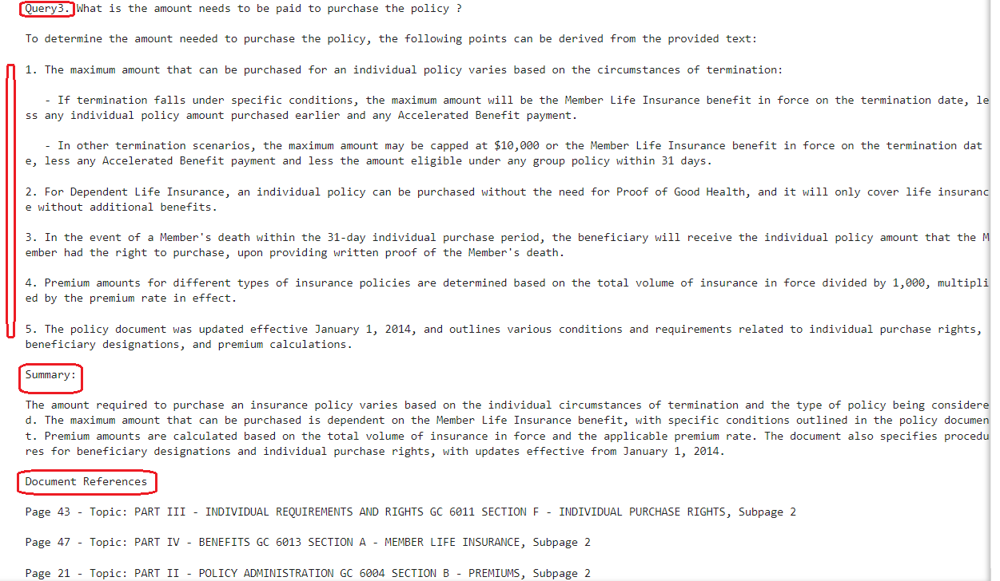 Query3. What is the amount needs to be paid to purchase the policy ?
To determine the amount needed to purchase the policy, the following points can be derived from the provided text:
1. The maximum amount that can be purchased for an individual policy varies based on the circumstances of termination:
- If termination falls under specific conditions, the maximum amount will be the Member Life Insurance benefit in force on the termination date, le
ss any individual policy amount purchased earlier and any Accelerated Benefit payment.
- In other termination scenarios, the maximum amount may be capped at $10,000 or the Member Life Insurance benefit in force on the termination dat
e, less any Accelerated Benefit payment and less the amount eligible under any group policy within 31 days.
2. For Dependent Life Insurance, an individual policy can be purchased without the need for Proof of Good Health, and it will only cover life insuranc
e without additional benefits.
3. In the event of a Member's death within the 31-day individual purchase period, the beneficiary will receive the individual policy amount that the M
ember had the right to purchase, upon providing written proof of the Member's death.
4. Premium amounts for different types of insurance policies are determined based on the total volume of insurance in force divided by 1,000, multipli
ed by the premium rate in effect.
5. The policy document was updated effective January 1, 2014, and outlines various conditions and requirements related to individual purchase rights,
beneficiary designations, and premium calculations.
Summary:
The amount required to purchase an insurance policy varies based on the individual circumstances of termination and the type of policy being considere
d. The maximum amount that can be purchased is dependent on the Member Life Insurance benefit, with specific conditions outlined in the policy documen
t. Premium amounts are calculated based on the total volume of insurance in force and the applicable premium rate. The document also specifies procedu
res for beneficiary designations and individual purchase rights, with updates effective from January 1, 2014.
Document References
Page 43 - Topic: PART III - INDIVIDUAL REQUIREMENTS AND RIGHTS GC 6011 SECTION F - INDIVIDUAL PURCHASE RIGHTS, Subpage 2
Page 47 - Topic: PART IV - BENEFITS GC 6013 SECTION A - MEMBER LIFE INSURANCE, Subpage 2
Page 21 - Topic: PART II - POLICY ADMINISTRATION GC 6004 SECTION B - PREMIUMS, Subpage 2